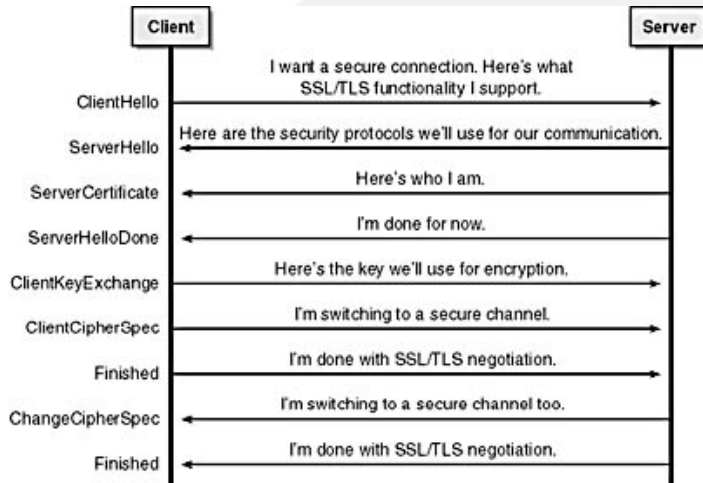 Client Server
I want a secure connection. Here's what
SSL/TLS functionality I support.
ClientHello
Here are the security protocols we'll use for our communication.
ServerHello
Here's who I am.
ServerCertificate
I'm done for now.
ServerHelloDone
Here's the key we'll use for encryption.
ClientKeyExchange
I'm switching to a secure channel.
ClientCipherSpec
I'm done with SSL/TLS negotiation.
Finished
I'm switching to a secure channel too.
ChangeCipherSpec
I'm done with SSL/TLS negotiation.
Finished